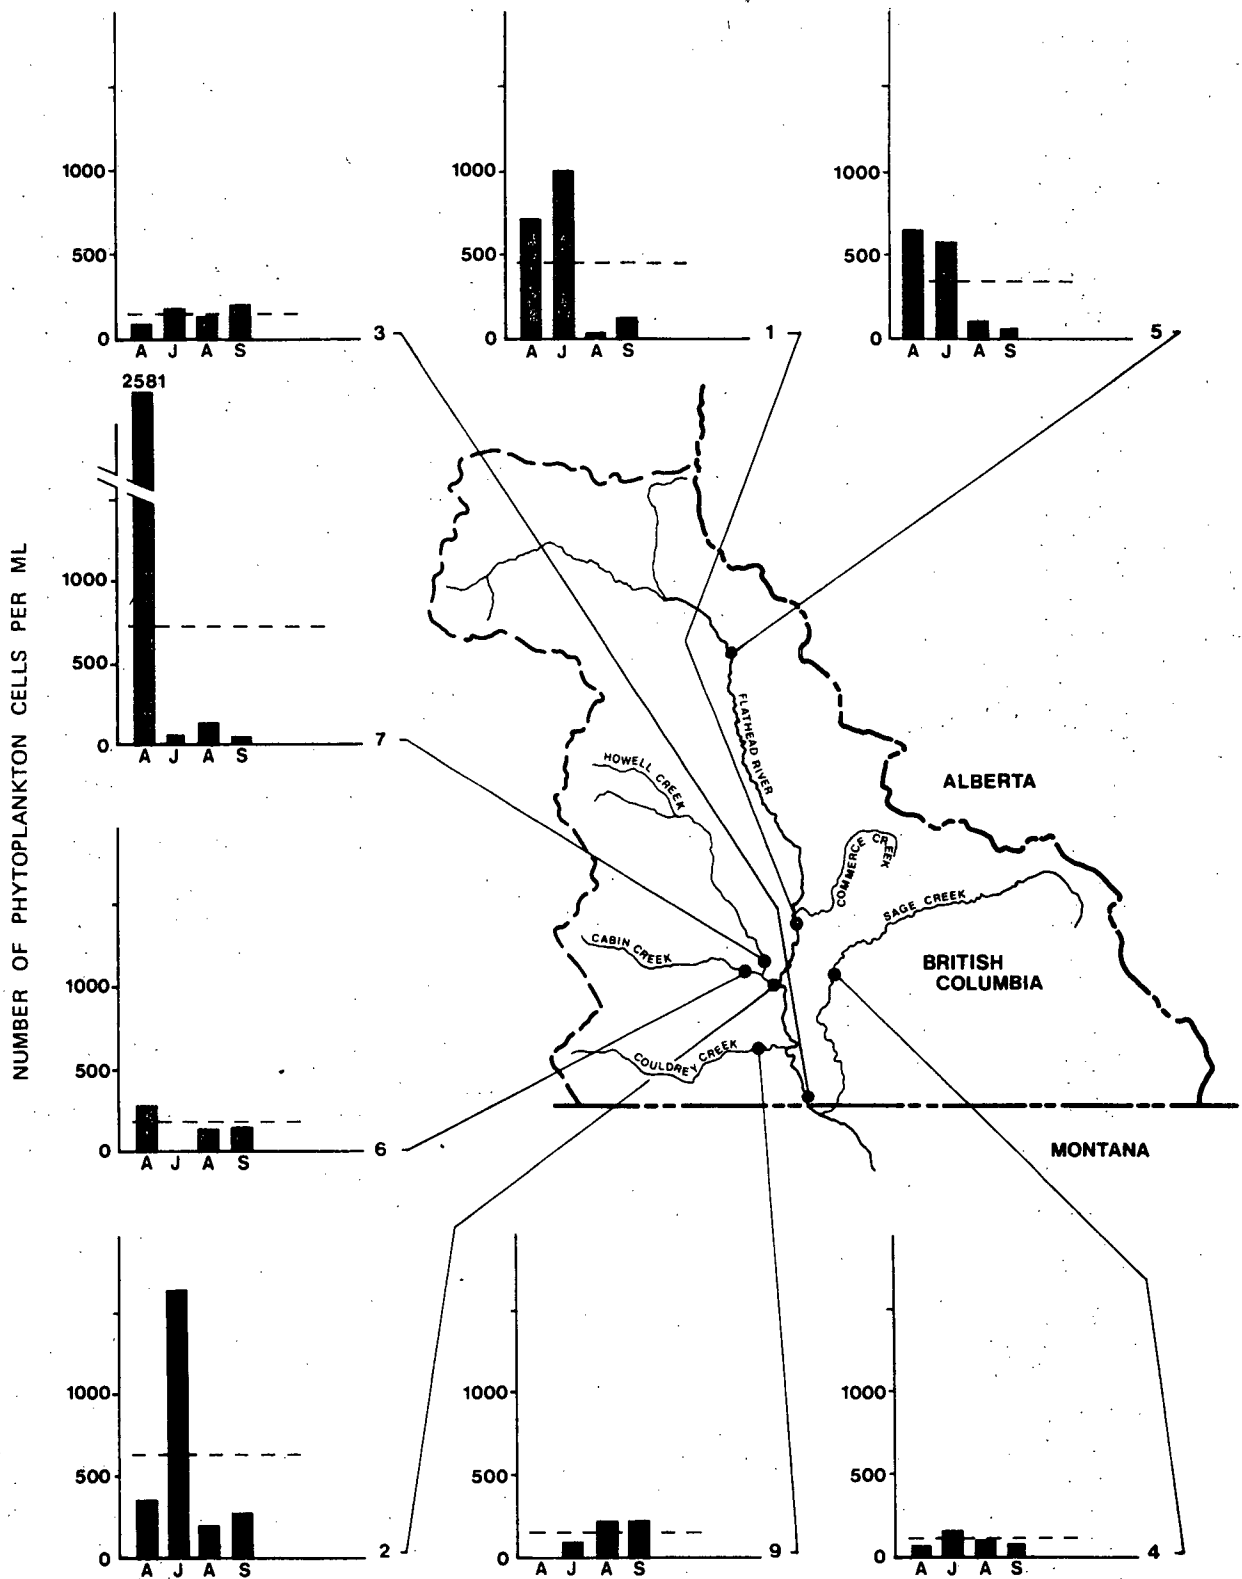 NUMBER OF PHYTOPLANKTON CELLS PER ML
1000
500
0
A J A S
3
1000
500
0
A J A S
1
1000
500
0
A J A S
5
2581
1000
500
0
A J A S
7
1000
500
0
A J A S
6
1000
500
0
A J A S
2
1000
500
0
A J A S
9
1000
500
0
A J A S
4
FLATHEAD RIVER
HOWELL CREEK
ALBERTA
COMMERCE CREEK
SAGE CREEK
CABIN CREEK
BRITISH
COLUMBIA
COULDREY CREEK
MONTANA